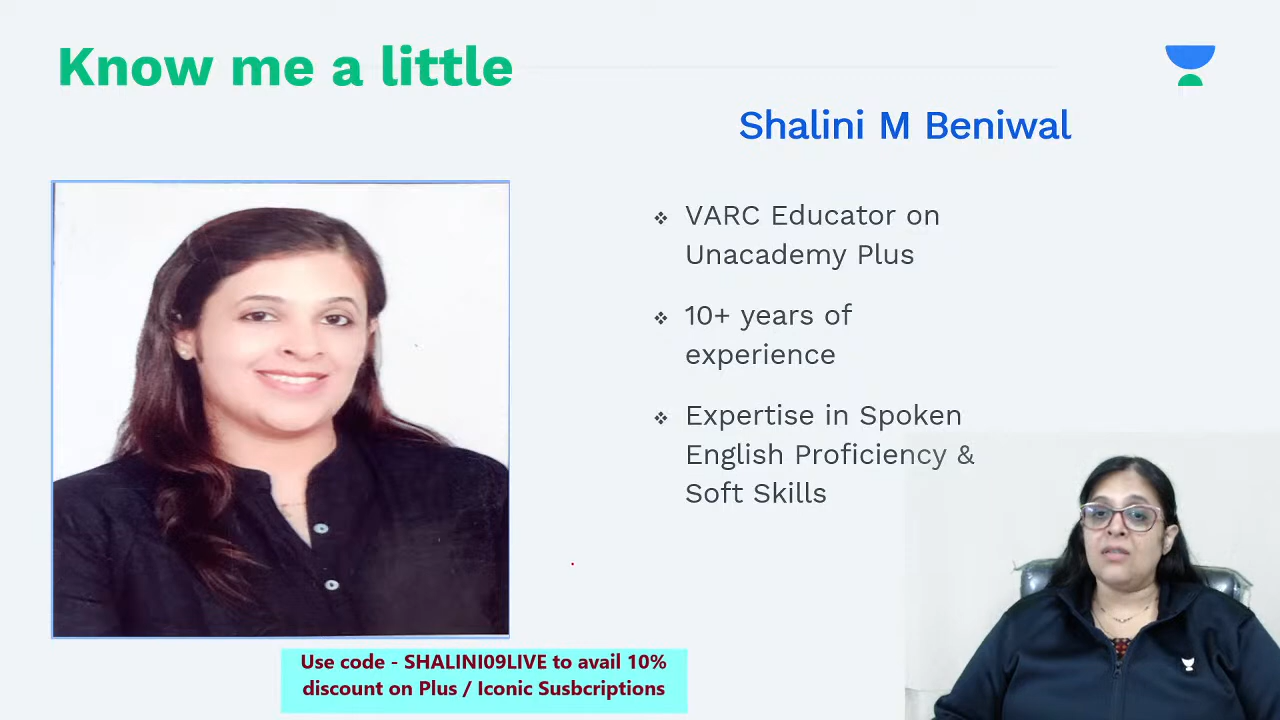 Know me a little
Shalini M Beniwal
VARC Educator on
Unacademy Plus
10+ years of
experience
Expertise in Spoken
English Proficiency &
Soft Skills
Use code - SHALINI09LIVE to avail 10%
discount on Plus / Iconic Susbcriptions